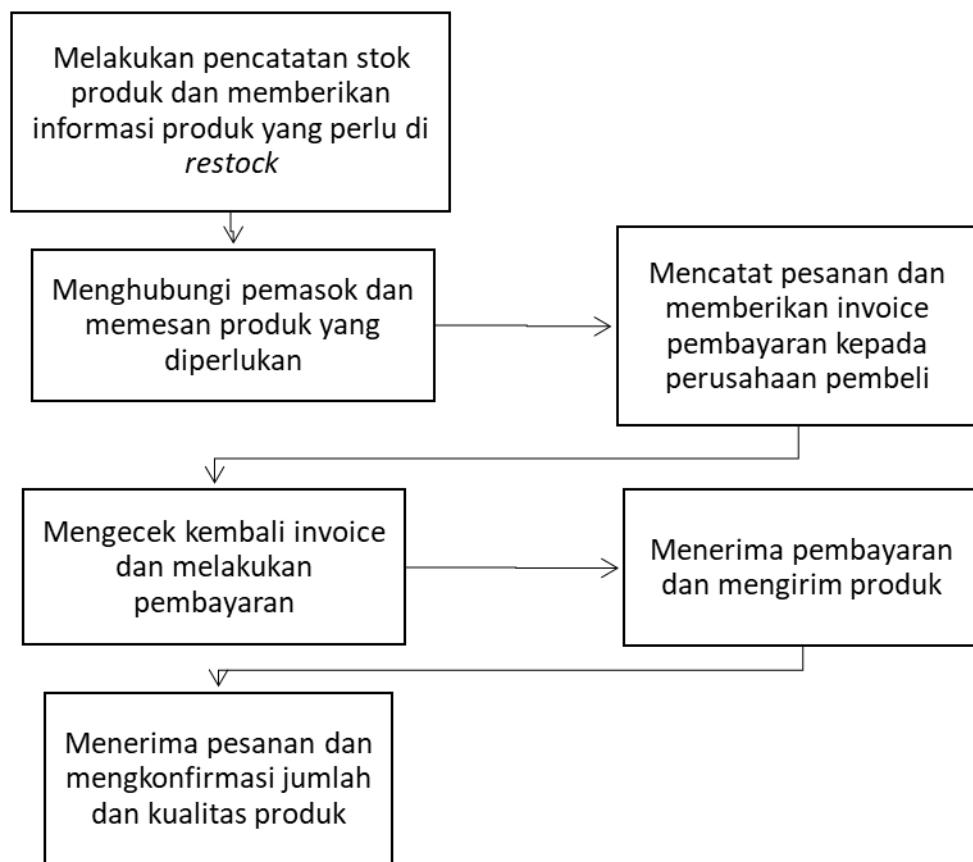 Melakukan pencatatan stok
produk dan memberikan
informasi produk yang perlu di
restock
Menghubungi pemasok dan
memesan produk yang
diperlukan
Mencatat pesanan dan
memberikan invoice
pembayaran kepada
perusahaan pembeli
Mengecek kembali invoice
dan melakukan
pembayaran
Menerima pembayaran
dan mengirim produk
Menerima pesanan dan
mengkonfirmasi jumlah
dan kualitas produk